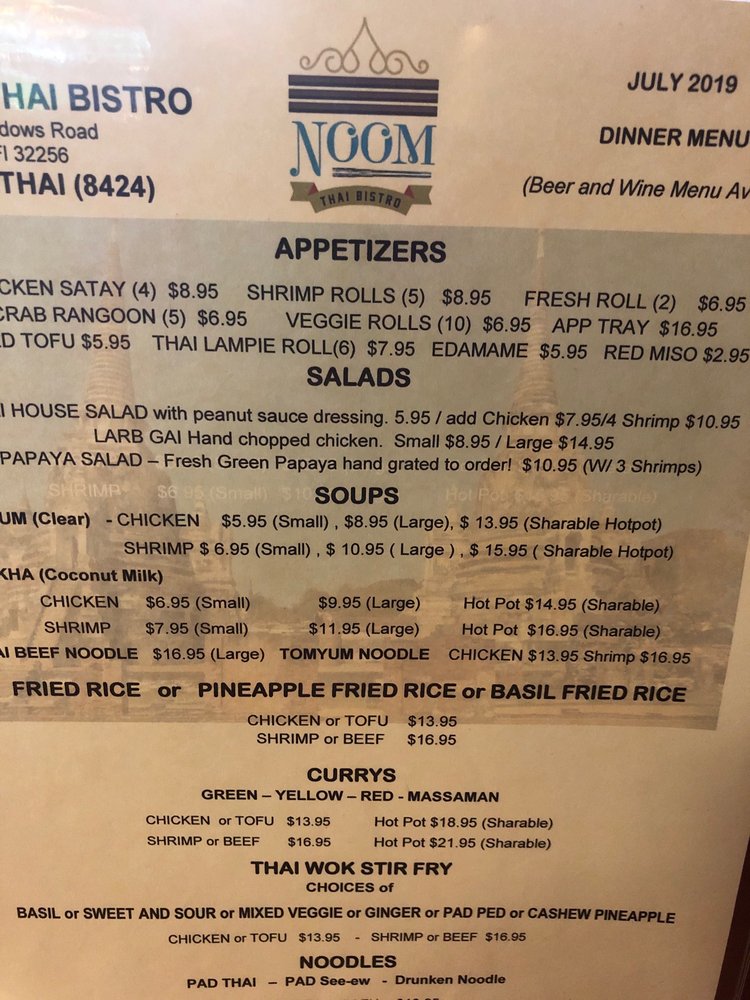 HAI BISTRO
dows Road
Fl 32256
THAI (8424)
NOOM
THAI BISTRO
JULY 2019
DINNER MENU
(Beer and Wine Menu Av
APPETIZERS
CKEN SATAY (4) $8.95 SHRIMP ROLLS (5) $8.95 FRESH ROLL (2) $6.95
CRAB RANGOON (5) $6.95 VEGGIE ROLLS (10) $6.95 APP TRAY $16.95
D TOFU $5.95 THAI LAMPIE ROLL(6) $7.95 EDAMAME $5.95 RED MISO $2.95
SALADS
I HOUSE SALAD with peanut sauce dressing. 5.95 / add Chicken $7.95/4 Shrimp $10.95
LARB GAI Hand chopped chicken. Small $8.95 / Large $14.95
PAPAYA SALAD – Fresh Green Papaya hand grated to order! $10.95 (W/ 3 Shrimps)
SOUPS
UM (Clear) - CHICKEN $5.95 (Small) , $8.95 (Large), $ 13.95 (Sharable Hotpot)
SHRIMP $ 6.95 (Small) , $ 10.95 ( Large ) , $ 15.95 ( Sharable Hotpot)
KHA (Coconut Milk)
CHICKEN $6.95 (Small) $9.95 (Large) Hot Pot $14.95 (Sharable)
SHRIMP $7.95 (Small) $11.95 (Large) Hot Pot $16.95 (Sharable)
AI BEEF NOODLE $16.95 (Large) TOMYUM NOODLE CHICKEN $13.95 Shrimp $16.95
FRIED RICE or PINEAPPLE FRIED RICE or BASIL FRIED RICE
CHICKEN or TOFU $13.95
SHRIMP or BEEF $16.95
CURRYS
GREEN – YELLOW – RED - MASSAMAN
CHICKEN or TOFU $13.95 Hot Pot $18.95 (Sharable)
SHRIMP or BEEF $16.95 Hot Pot $21.95 (Sharable)
THAI WOK STIR FRY
CHOICES of
BASIL or SWEET AND SOUR or MIXED VEGGIE or GINGER or PAD PED or CASHEW PINEAPPLE
CHICKEN or TOFU $13.95 - SHRIMP or BEEF $16.95
NOODLES
PAD THAI – PAD See-ew - Drunken Noodle